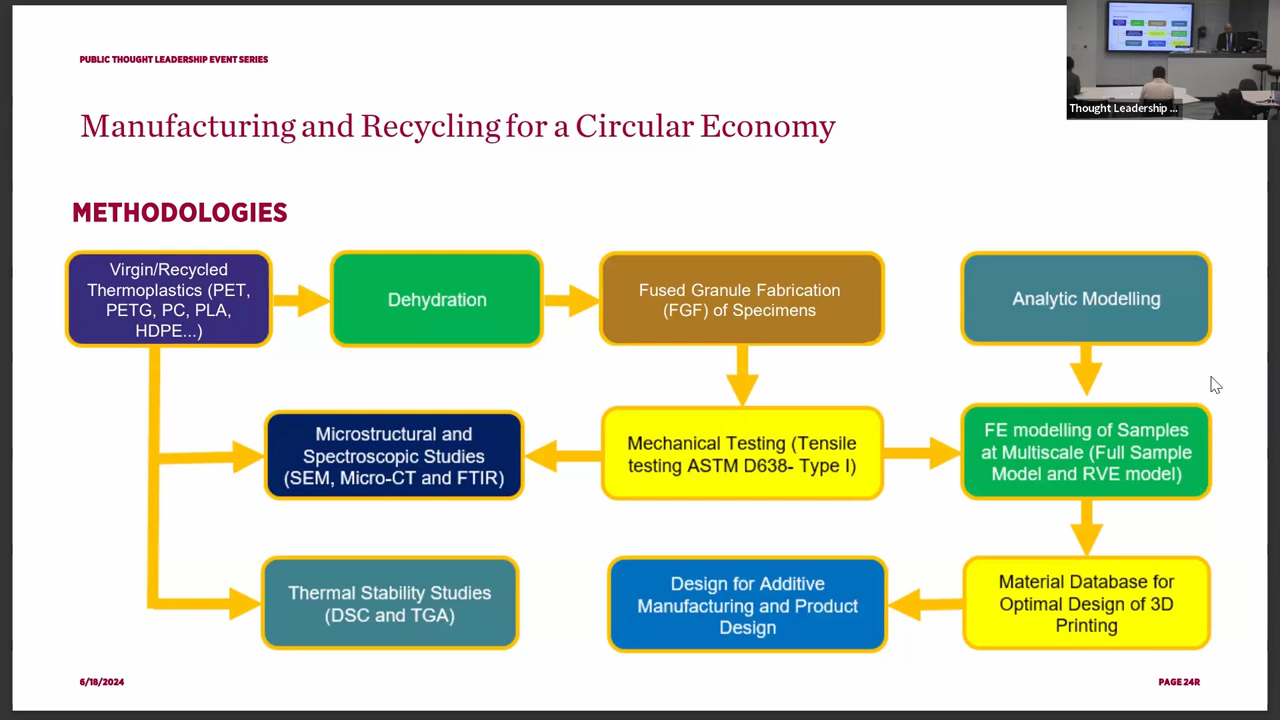 PUBLIC THOUGHT LEADERSHIP EVENT SERIES
Thought Leadership ...
Manufacturing and Recycling for a Circular Economy
METHODOLOGIES
Virgin/Recycled
Thermoplastics (PET,
PETG, PC, PLA,
HDPE...)
Dehydration
Fused Granule Fabrication
(FGF) of Specimens
Analytic Modelling
Microstructural and
Spectroscopic Studies
(SEM, Micro-CT and FTIR)
Mechanical Testing (Tensile
testing ASTM D638- Type I)
FE modelling of Samples
at Multiscale (Full Sample
Model and RVE model)
Thermal Stability Studies
(DSC and TGA)
Design for Additive
Manufacturing and Product
Design
Material Database for
Optimal Design of 3D
Printing
6/18/2024
PAGE 24R